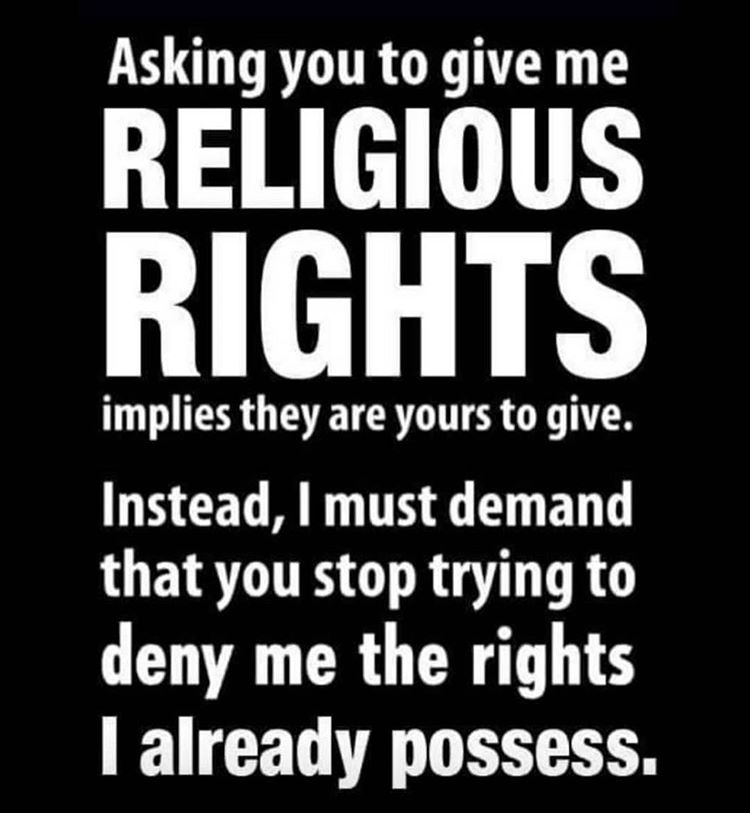 Asking you to give me
RELIGIOUS
RIGHTS
implies they are yours to give.
Instead, I must demand
that you stop trying to
deny me the rights
I already possess.